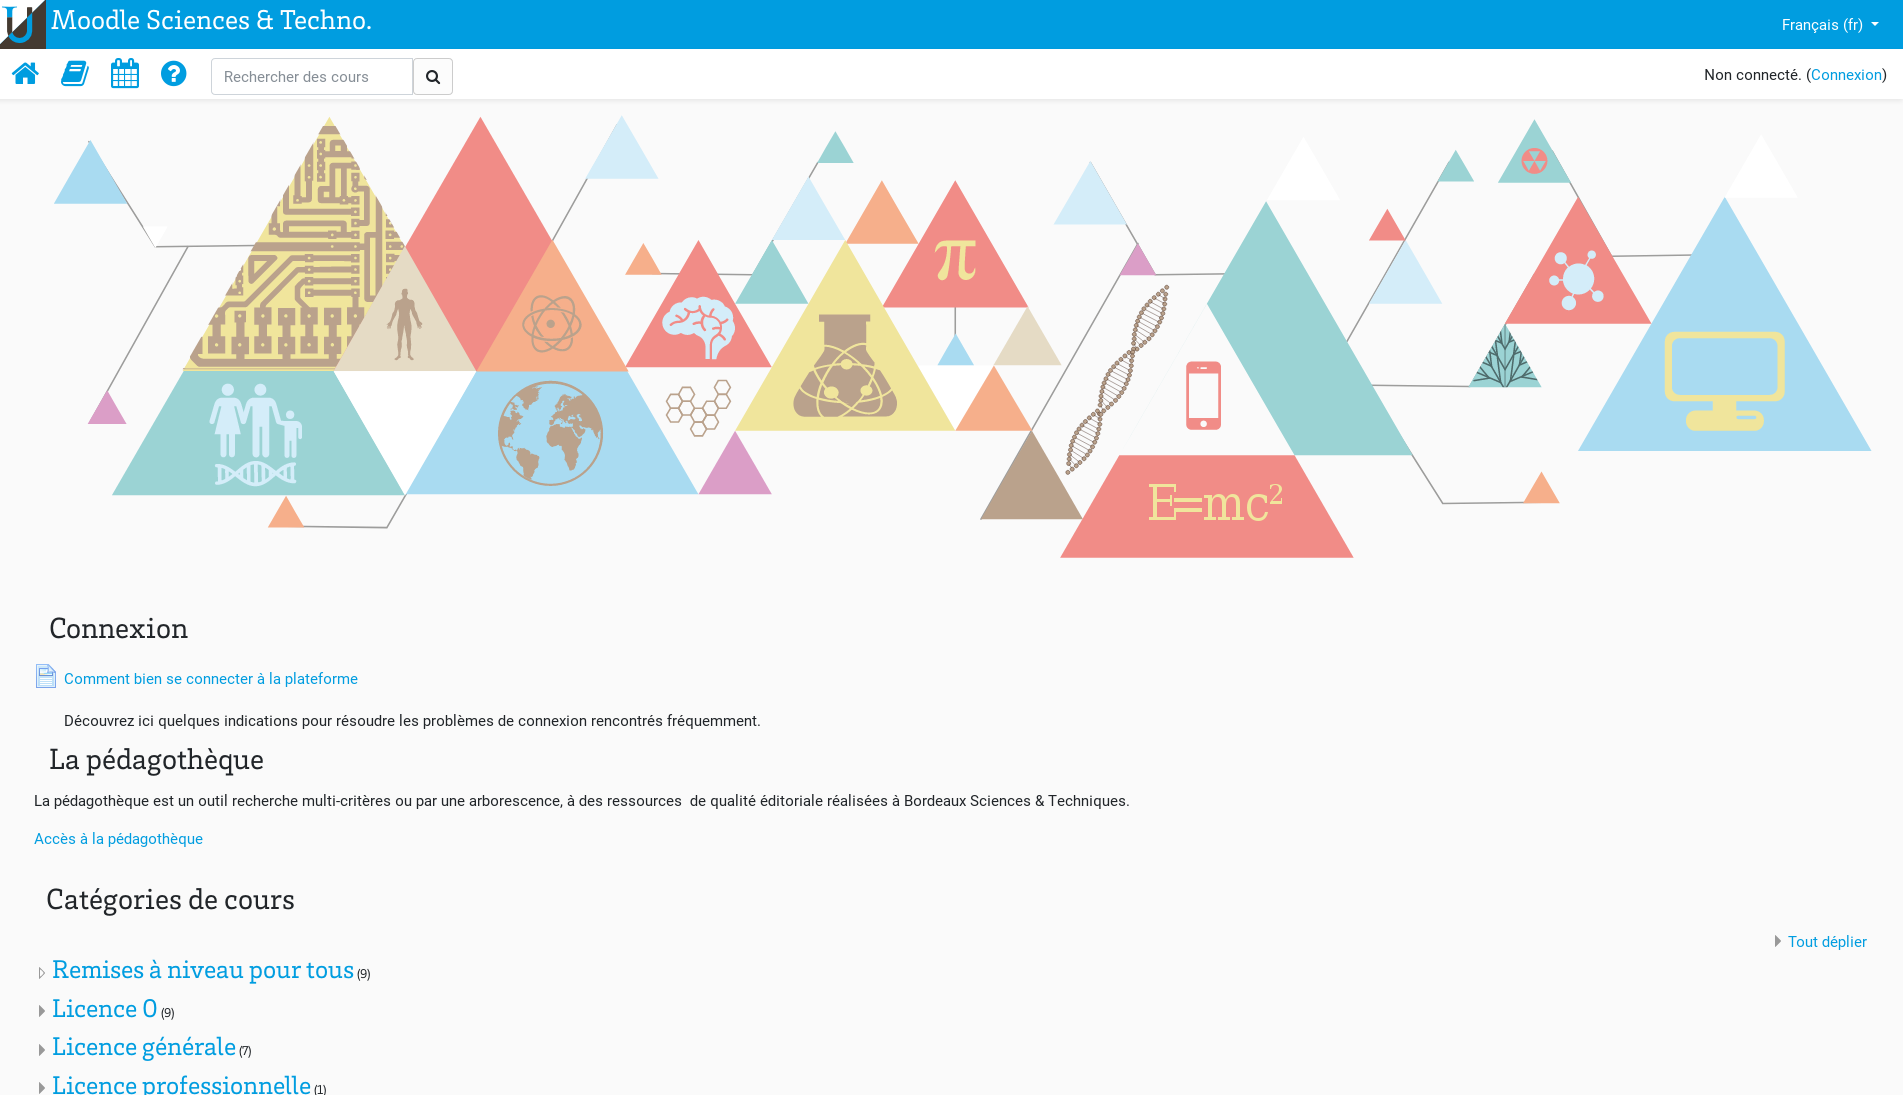 Moodle Sciences & Techno.
Français (fr)
Rechercher des cours
Non connecté. (Connexion)
π
E=mc²
Connexion
Comment bien se connecter à la plateforme
Découvrez ici quelques indications pour résoudre les problèmes de connexion rencontrés fréquemment.
La pédagothèque
La pédagothèque est un outil recherche multi-critères ou par une arborescence, à des ressources  de qualité éditoriale réalisées à Bordeaux Sciences & Techniques.
Accès à la pédagothèque
Catégories de cours
Tout déplier
Remises à niveau pour tous (9)
Licence 0 (9)
Licence générale (7)
Licence professionnelle (1)